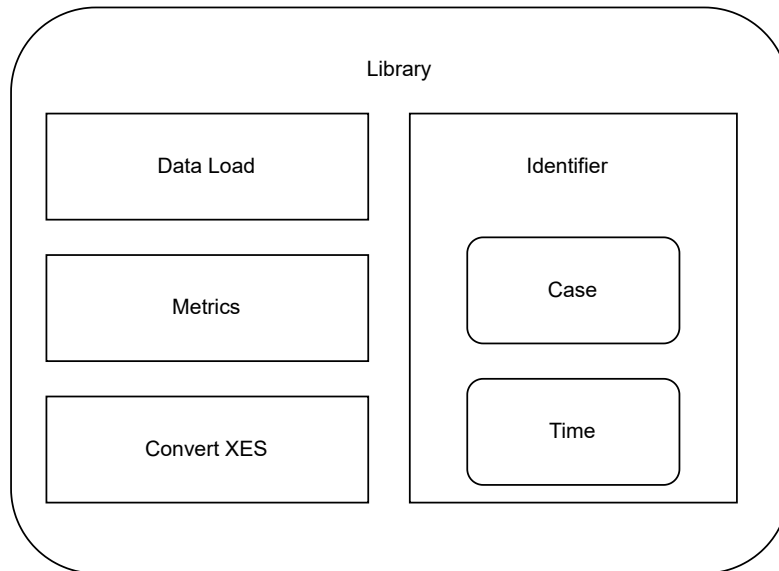 Library
Data Load
Metrics
Convert XES
Identifier
Case
Time